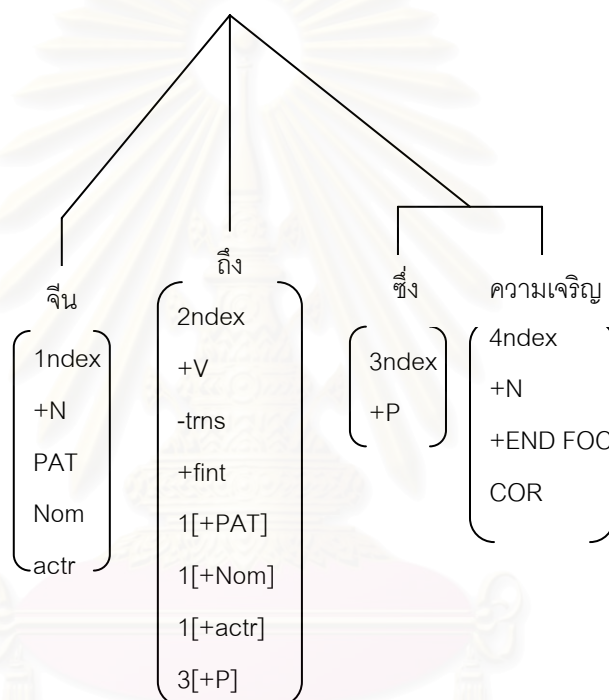 จีน
1ndex
+N
PAT
Nom
actr
ถึง
2ndex
+V
-trns
+fint
1[+PAT]
1[+Nom]
1[+actr]
3[+P]
ซึ่ง
3ndex
+P
ความเจริญ
4ndex
+N
+END FOC
COR